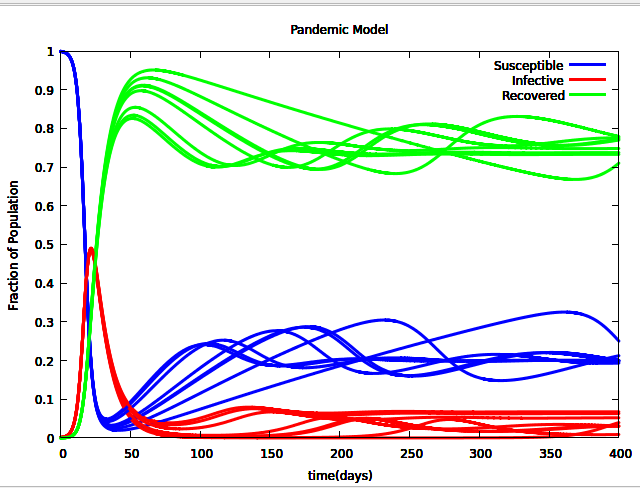 Pandemic Model
Susceptible
Infective
Recovered
Fraction of Population
1
0.9
0.8
0.7
0.6
0.5
0.4
0.3
0.2
0.1
0
0 50 100 150 200 250 300 350 400
time(days)